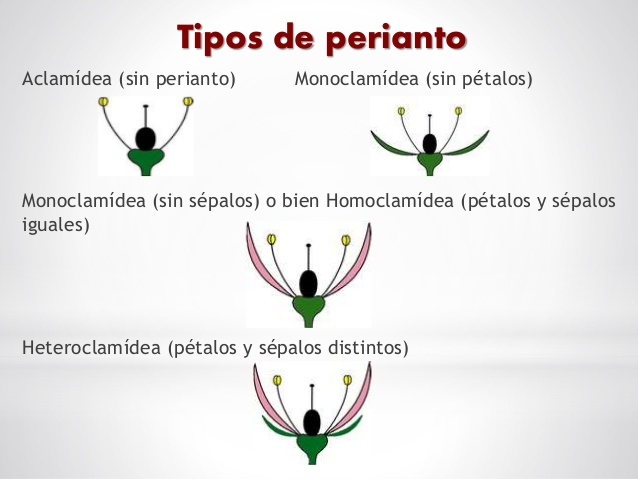 Tipos de perianto
Aclamídea (sin perianto) Monoclamídea (sin pétalos)
Monoclamídea (sin sépalos) o bien Homoclamídea (pétalos y sépalos
iguales)
Heteroclamídea (pétalos y sépalos distintos)